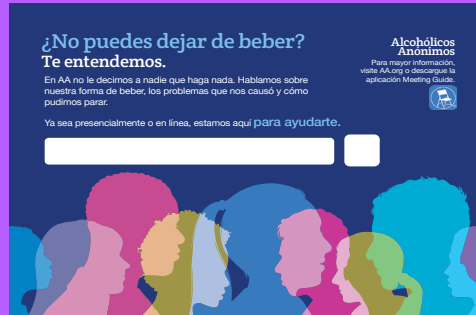 ¿No puedes dejar de beber?
Te entendemos.
En AA no le decimos a nadie que haga nada. Hablamos sobre
nuestra forma de beber, los problemas que nos causó y cómo
pudimos parar.
Ya sea presencialmente o en línea, estamos aquí para ayudarte.
Alcohólicos
Anónimos
Para mayor información,
visite AA.org o descargue la
aplicación Meeting Guide.